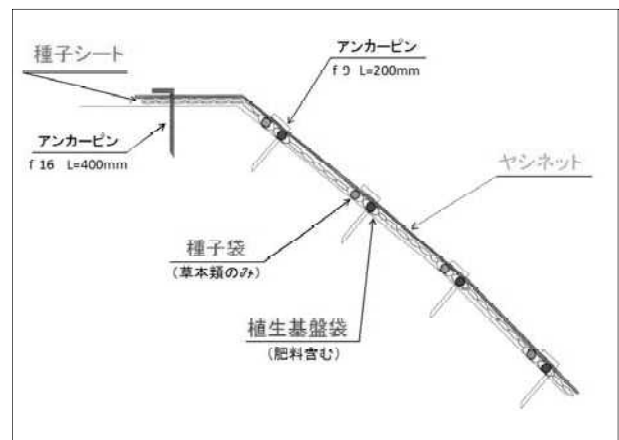 種子シート
アンカーピン
f 9 L=200mm
アンカーピン
f 16 L=400mm
ヤシネット
種子袋
(草本類のみ)
植生基盤袋
(肥料含む)